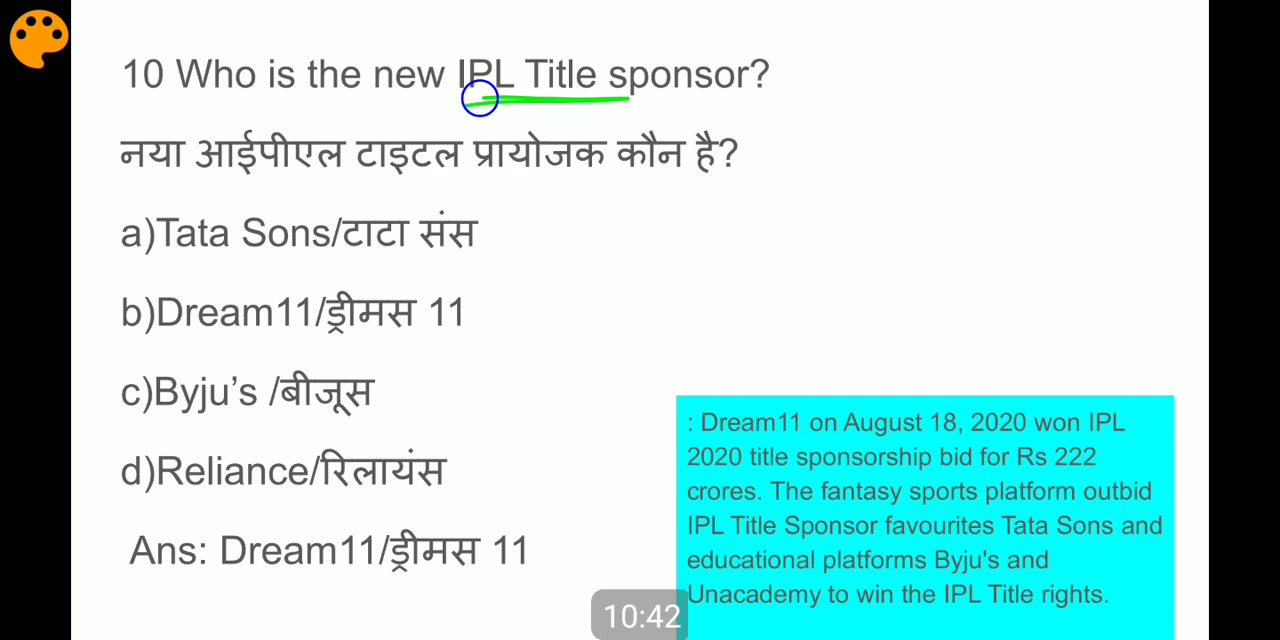 10 Who is the new IPL Title sponsor?
नया आईपीएल टाइटल प्रायोजक कौन है?
a)Tata Sons/टाटा संस
b)Dream11/ड्रीमस 11
c)Byju’s /बीजूस
d)Reliance/रिलायंस
Ans: Dream11/ड्रीमस 11
: Dream11 on August 18, 2020 won IPL
2020 title sponsorship bid for Rs 222
crores. The fantasy sports platform outbid
IPL Title Sponsor favourites Tata Sons and
educational platforms Byju's and
Unacademy to win the IPL Title rights.
10:42